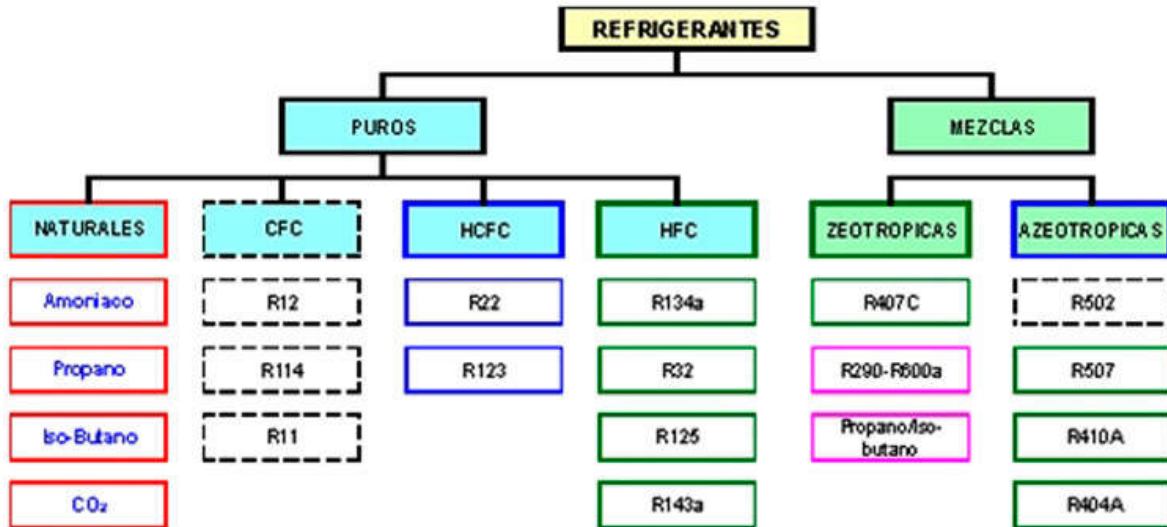 REFRIGERANTES
PUROS
MEZCLAS
NATURALES
CFC
HCFC
HFC
ZEOTROPICAS
AZEOTROPICAS
Amoniaco
R12
R22
R134a
R407C
R502
Propano
R114
R123
R32
R290-R600a
R507
Iso-Butano
R11
R125
Propano/Iso-
butano
R410A
CO₂
R143a
R404A